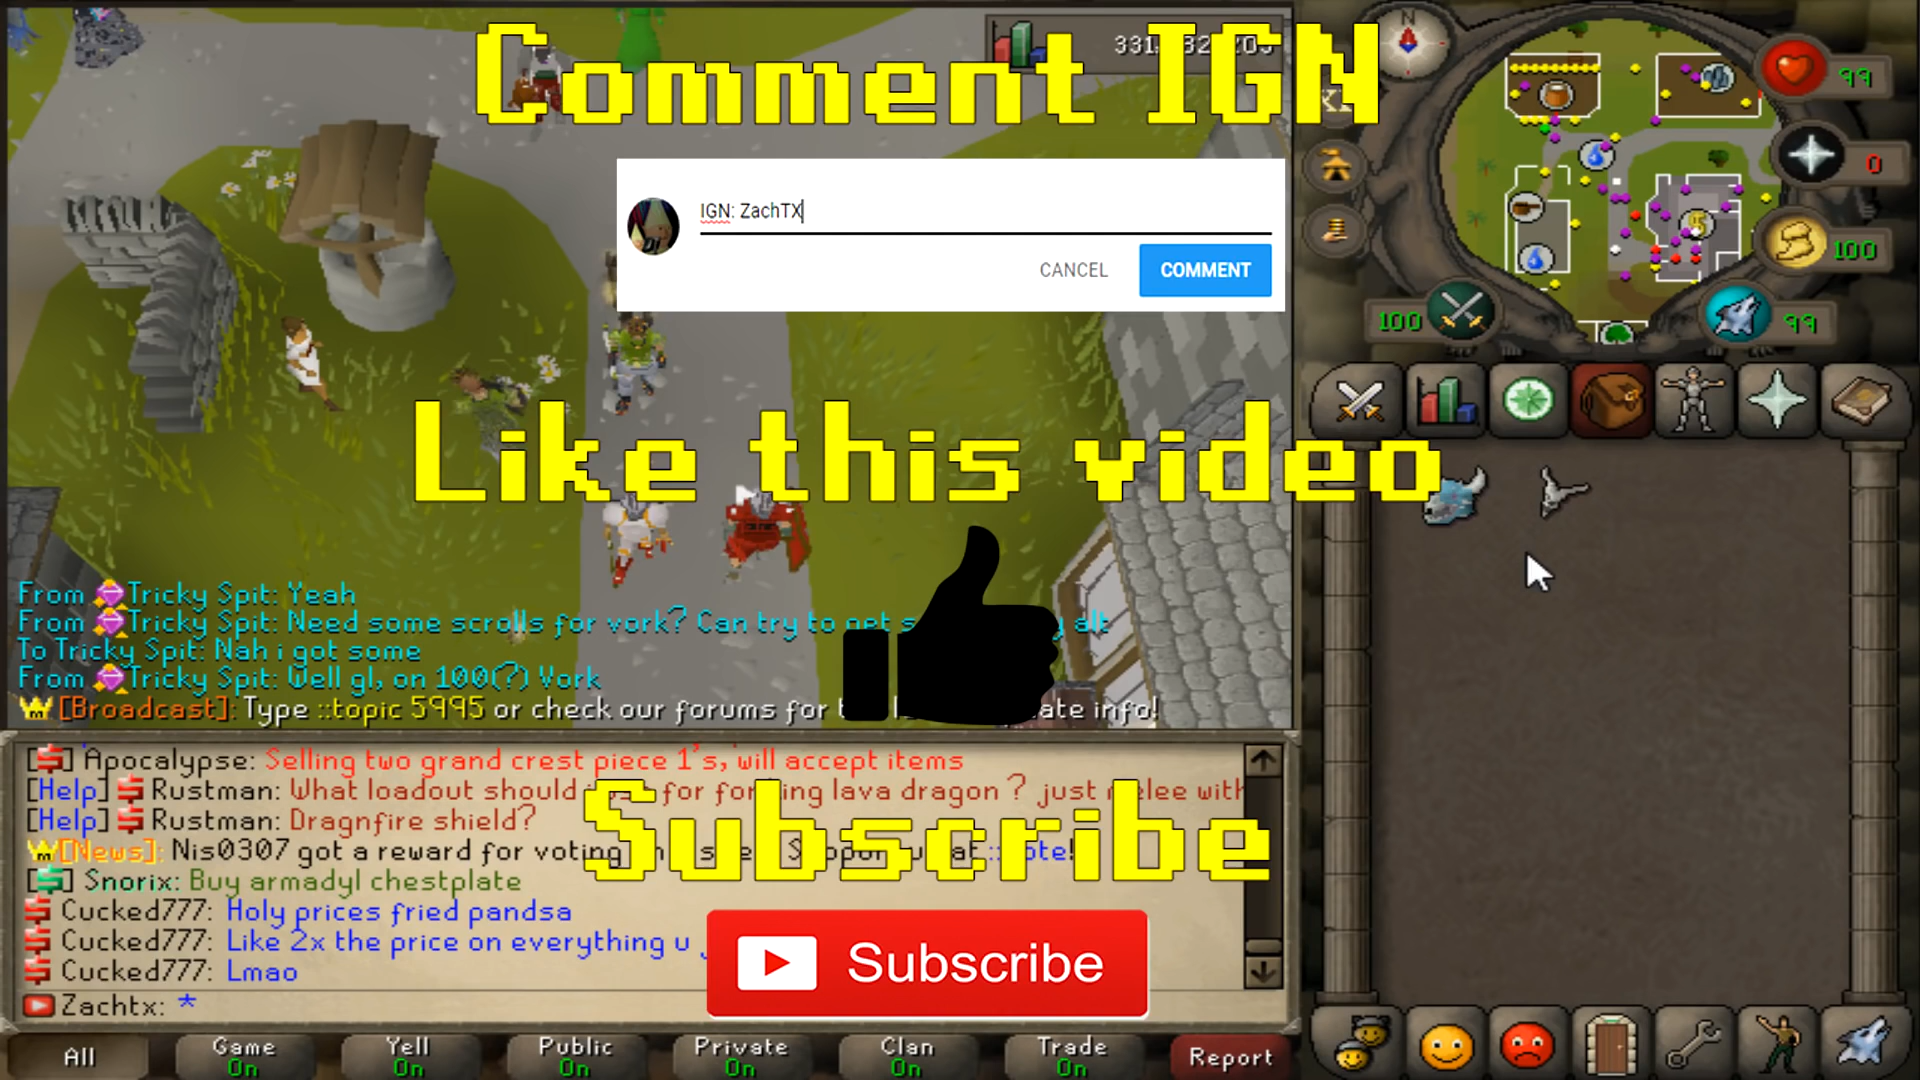 Comment IGN
N
99
IGN: ZachTX
0
CANCEL
COMMENT
100
100
99
Like this video
From Tricky Spit: Yeah
From Tricky Spit: Need some scrolls for vork? Can try to get alt
To Tricky Spit: Nah i got some
From Tricky Spit: Well gl, on 100(?) Vork
[Broadcast]: Type ::topic 5995 or check our forums for info!
[] Apocalypse: Selling two grand crest piece 1's, will accept items
[Help] Rustman: What loadout should for lava dragon ? just melee with
[Help] Rustman: Dragnfire shield?
Subscribe
[News]: Nis0307 got a reward for voting
[] Snorix: Buy armadyl chestplate
Cucked777: Holy prices fried pandsa
Cucked777: Like 2x the price on everything u
Cucked777: Lmao
Subscribe
Zachtx: *
All
Game
On
Yell
On
Public
On
Private
On
Clan
On
Trade
On
Report